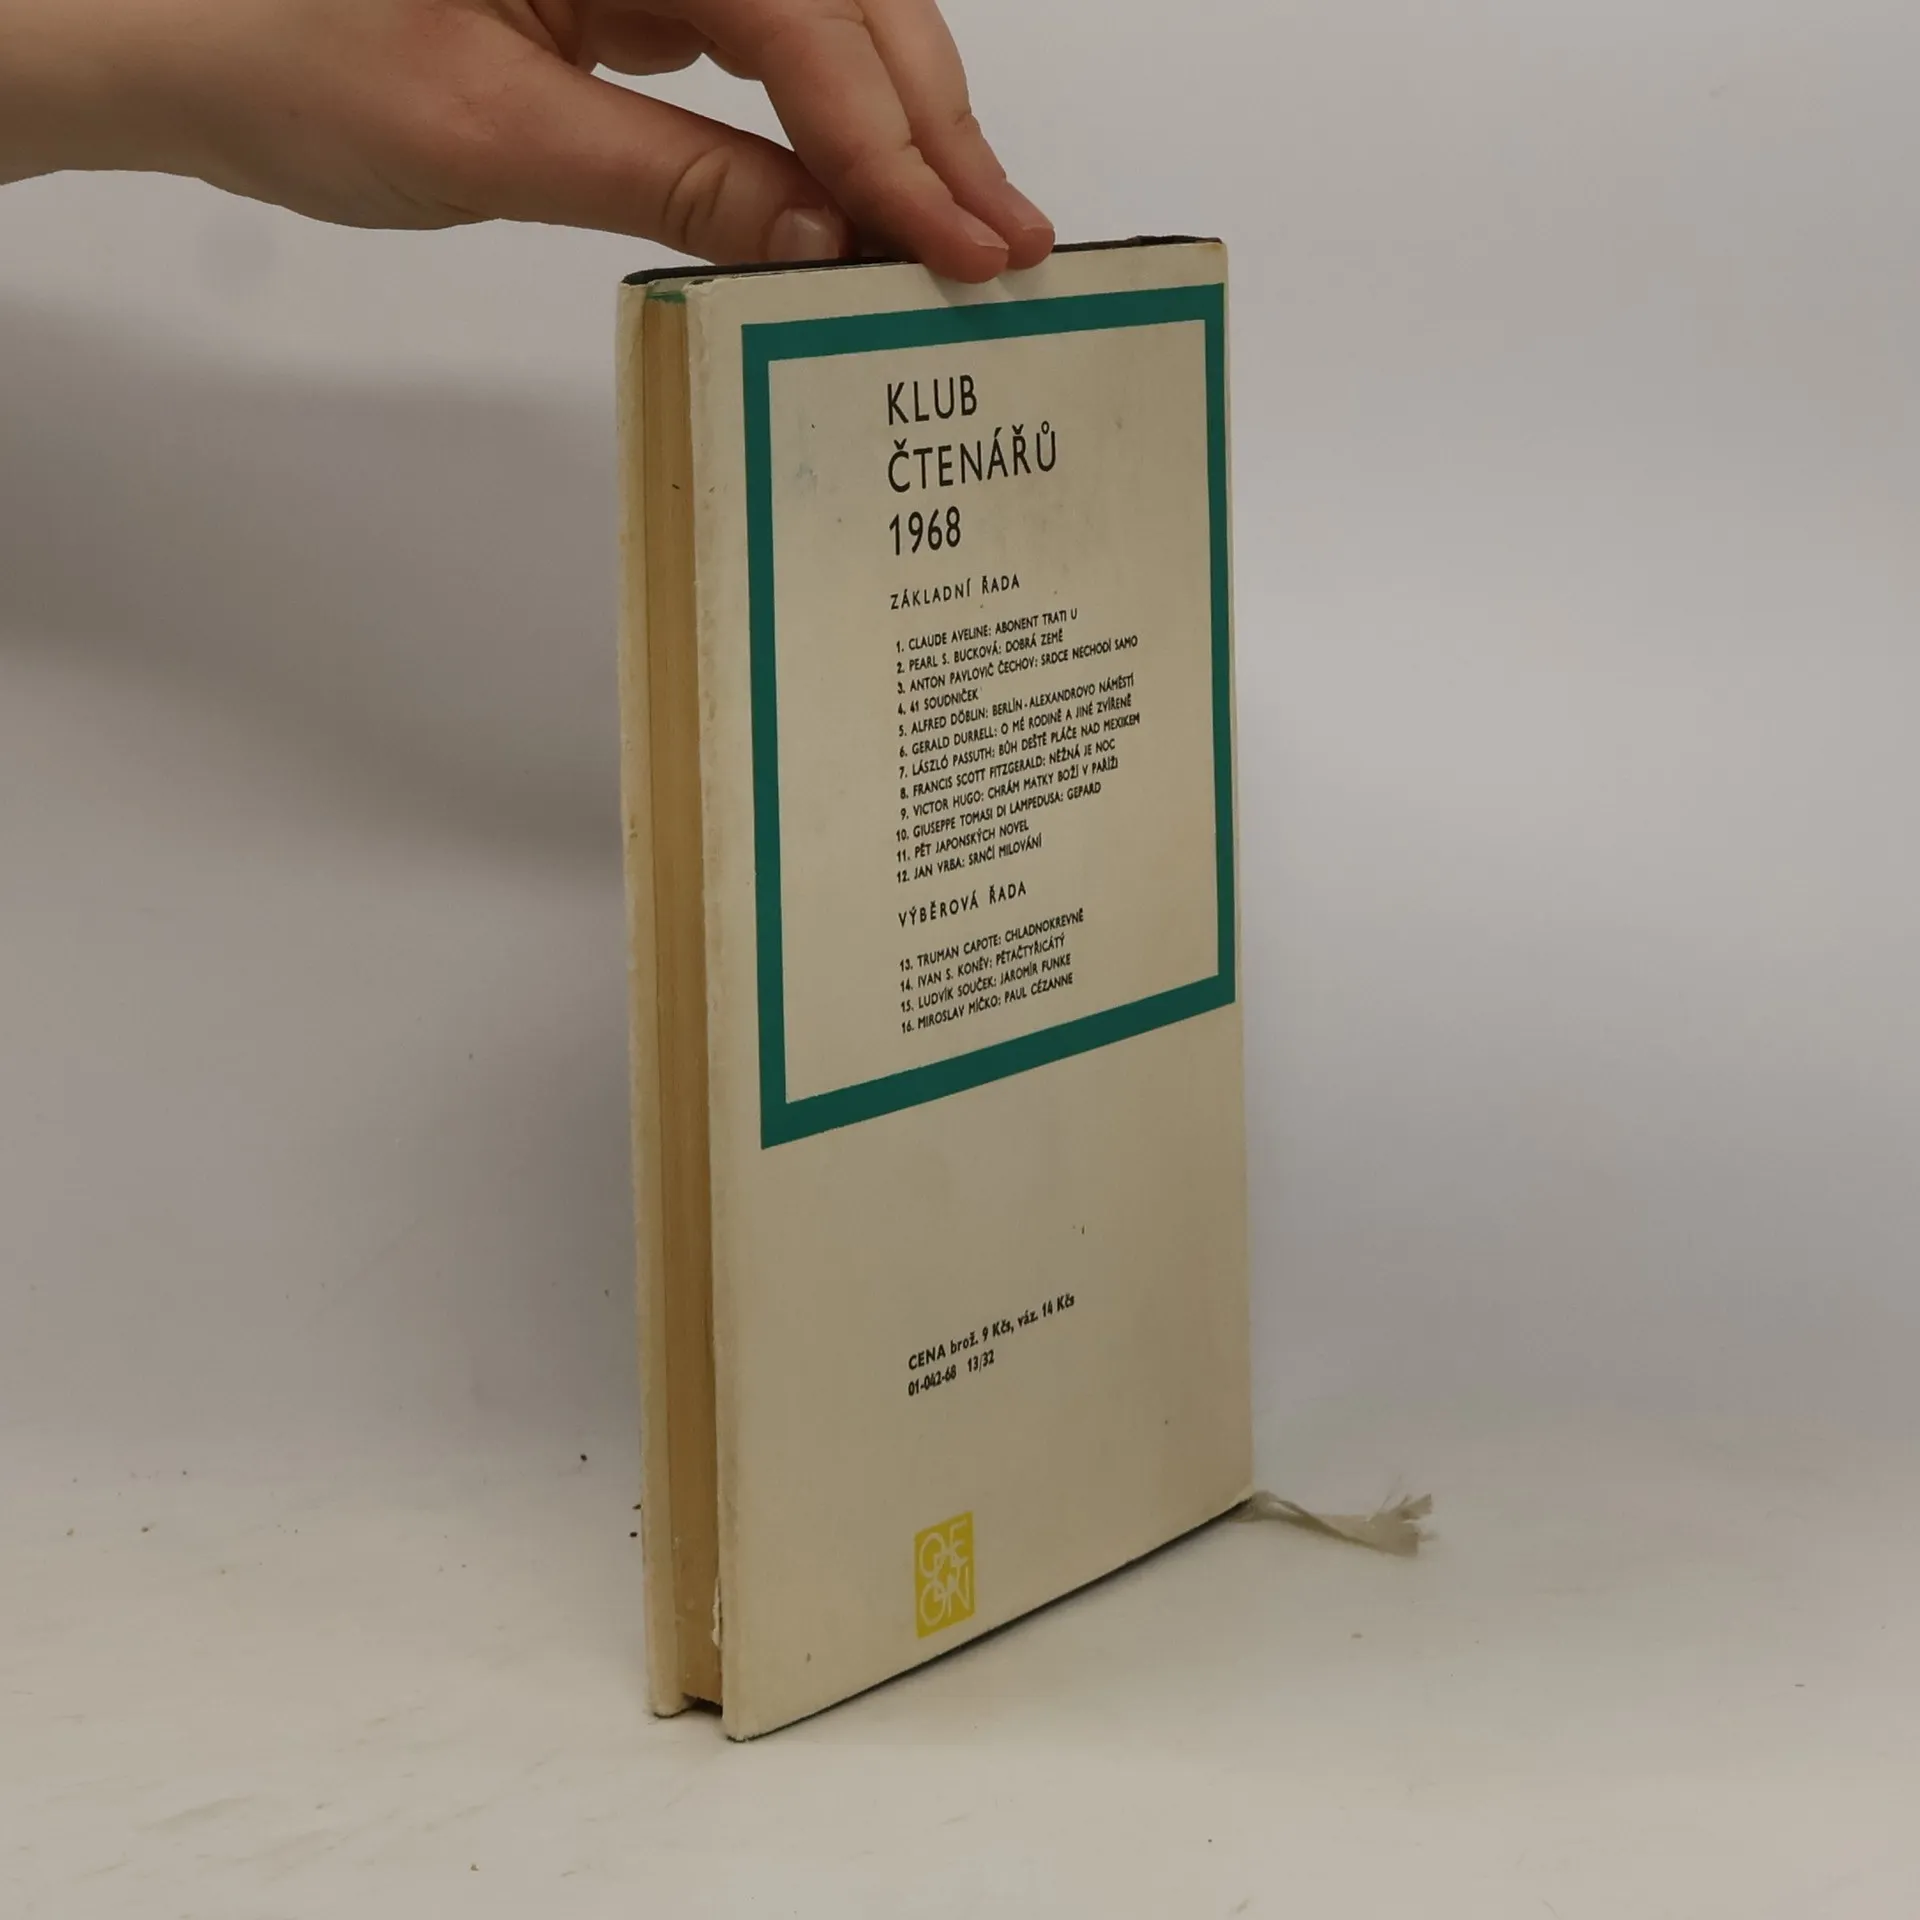 KLUB
ČTENÁŘŮ
1968
ZÁKLADNÍ ŘADA
1. CLAUDE AVELINE: ABONENT TRATI U
2. PEARL S. BUCKOVÁ: DOBRÁ ZEMĚ
3. ANTON PAVLOVIČ ČECHOV: SRDCE NECHODÍ SAMO
4. 41 SOUDNIČEK
5. ALFRED DÖBLIN: BERLÍN-ALEXANDROVO NÁMĚSTÍ
6. GERALD DURRELL: O MÉ RODINĚ A JINÉ ZVÍŘENĚ
7. LÁSZLÓ PASSUTH: BŮH DEŠTĚ PLÁČE NAD MEXIKEM
8. FRANCIS SCOTT FITZGERALD: NĚŽNÁ JE NOC
9. VICTOR HUGO: CHRÁM MATKY BOŽÍ V PAŘÍŽI
10. GIUSEPPE TOMASI DI LAMPEDUSA: GEPARD
11. PĚT JAPONSKÝCH NOVEL
12. JAN VRBA: SRNČÍ MILOVÁNÍ
VÝBĚROVÁ ŘADA
13. TRUMAN CAPOTE: CHLADNOKREVNĚ
14. IVAN S. KONĚV: PĚTAČTYŘICÁTÝ
15. LUDVÍK SOUČEK: JAROMÍR FUNKE
16. MIROSLAV MÍČKO: PAUL CÉZANNE
CENA brož. 9 Kčs, váz. 14 Kčs
01-042-68 13/32
ODEON